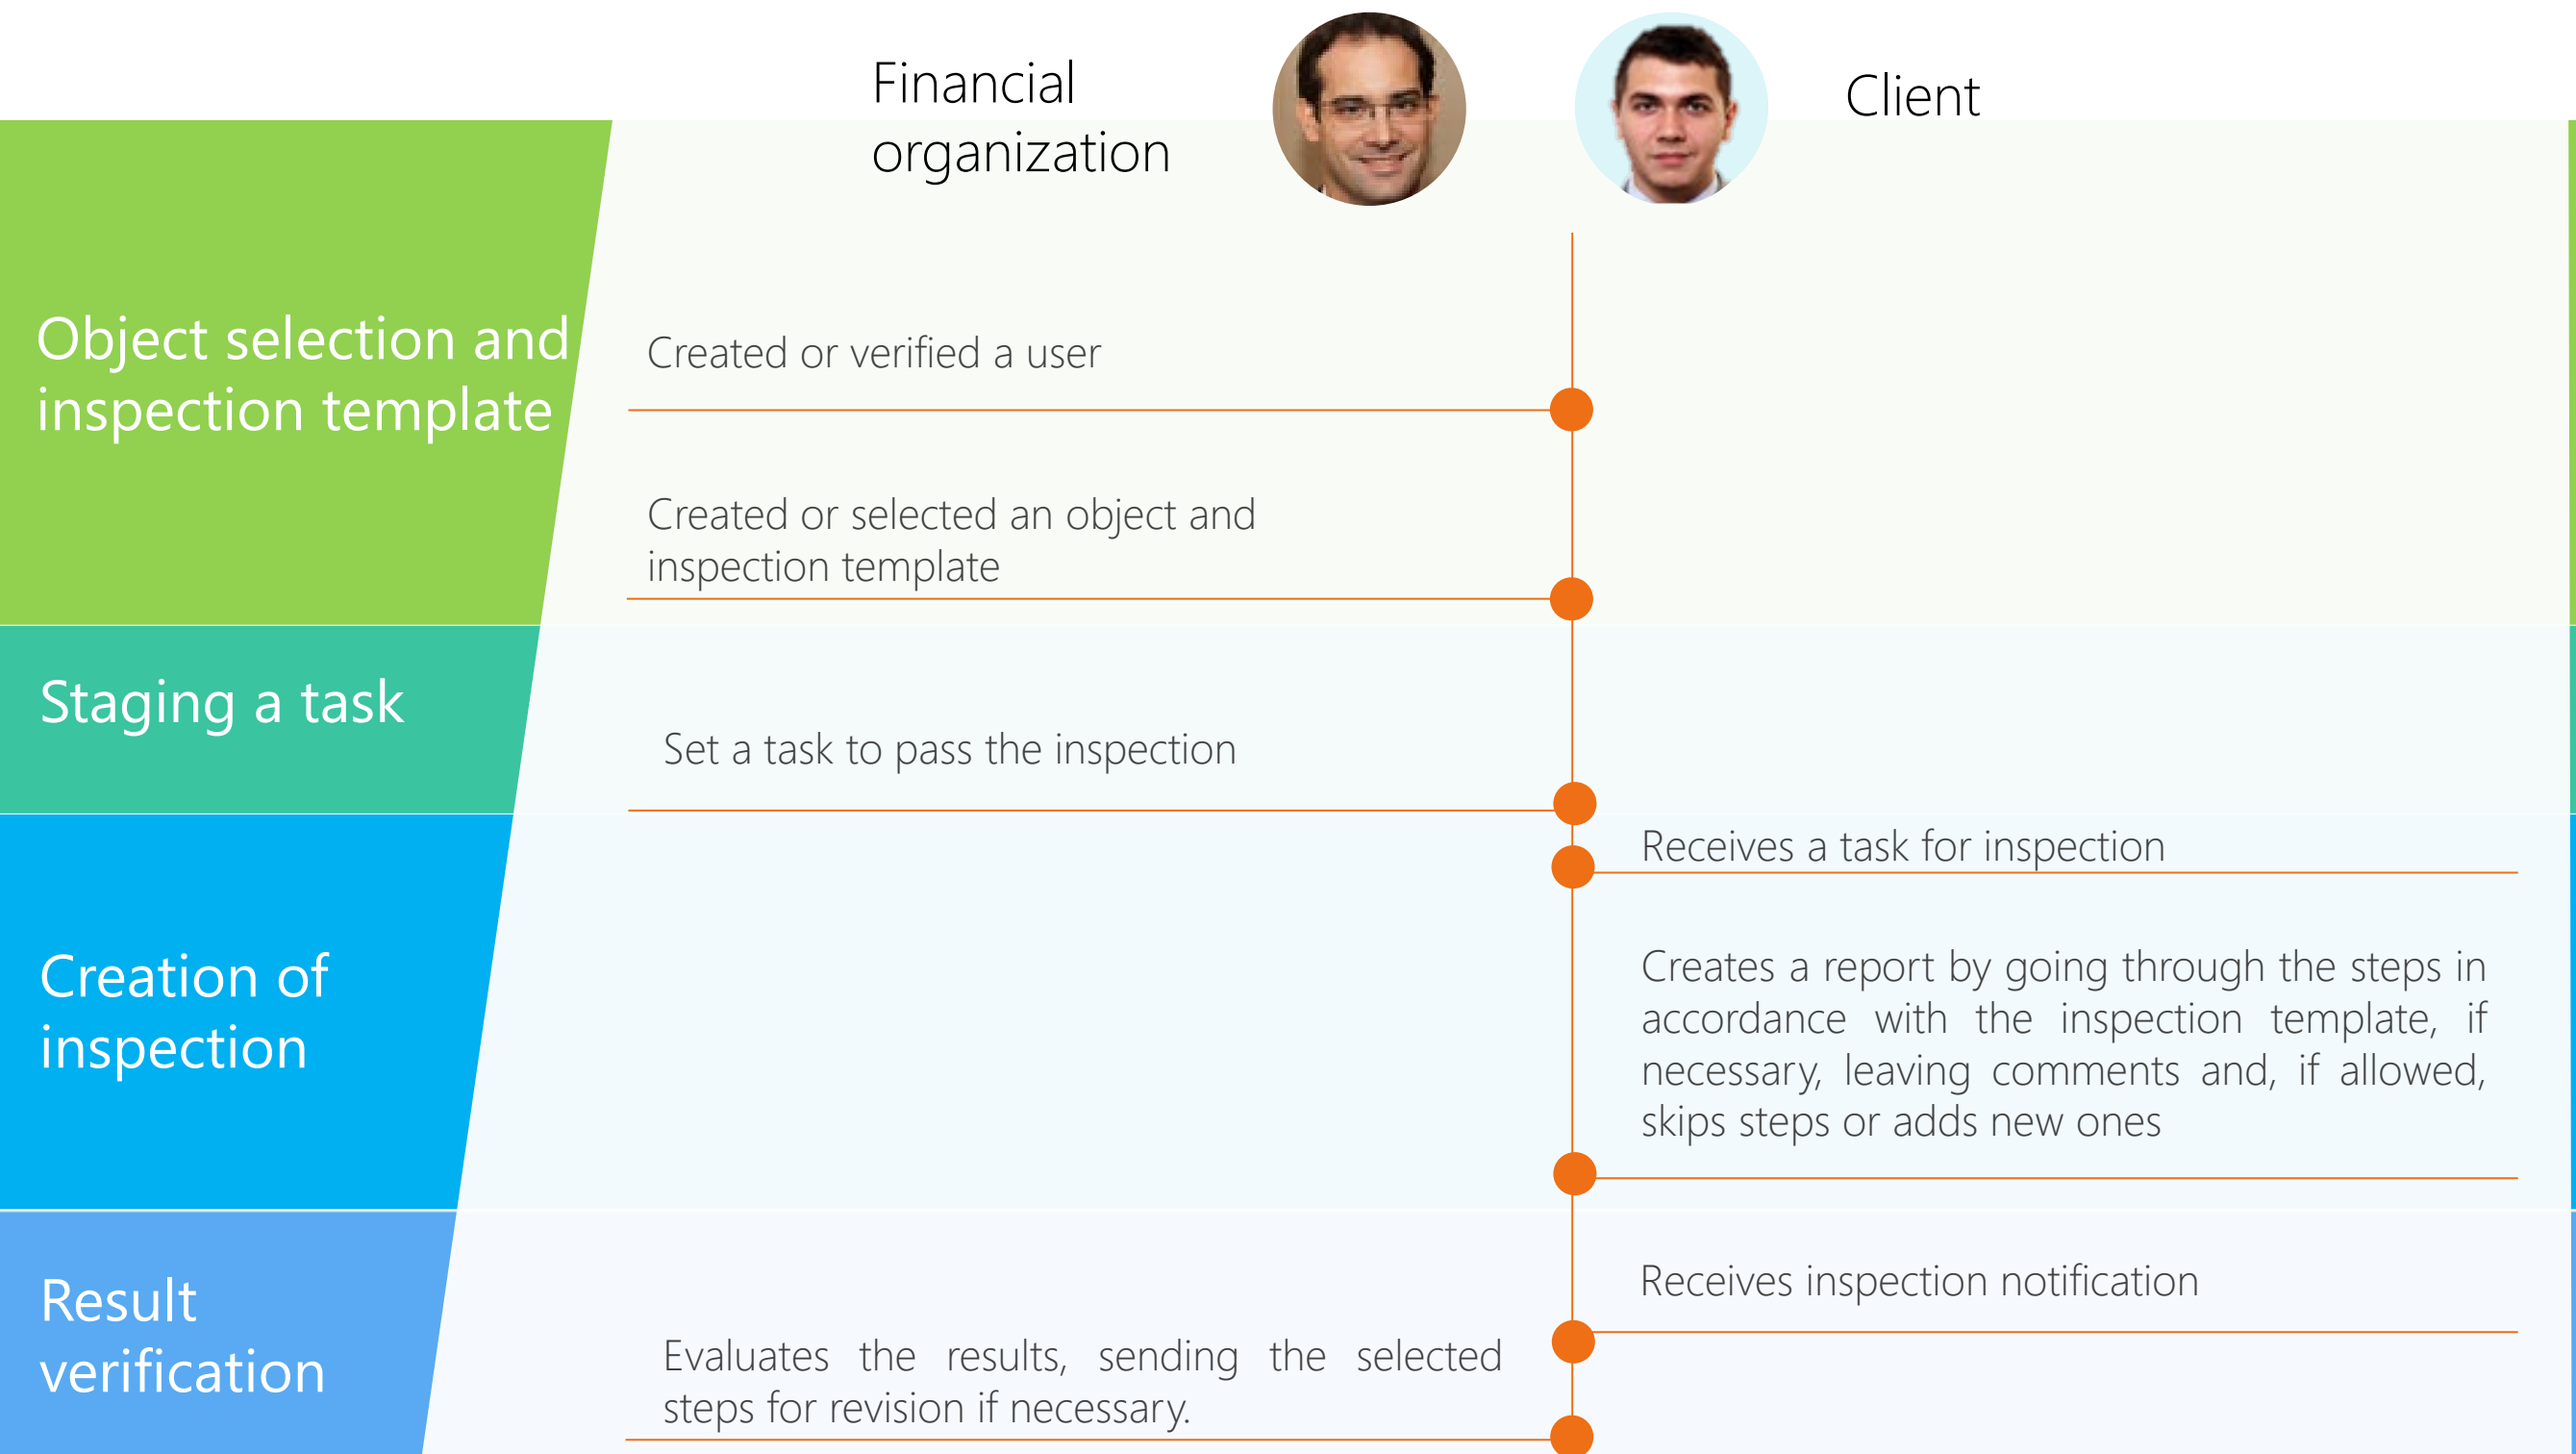 Financial
organization
Client
Object selection and
inspection template
Created or verified a user
Created or selected an object and
inspection template
Staging a task
Set a task to pass the inspection
Creation of
inspection
Receives a task for inspection
Creates a report by going through the steps in
accordance with the inspection template, if
necessary, leaving comments and, if allowed,
skips steps or adds new ones
Result
verification
Receives inspection notification
Evaluates the results, sending the selected
steps for revision if necessary.